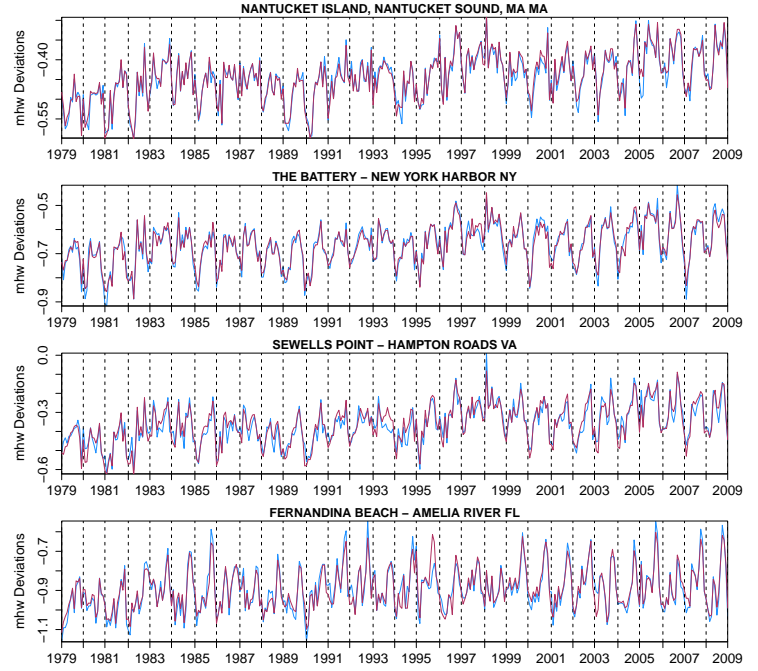 NANTUCKET ISLAND, NANTUCKET SOUND, MA MA
mhw Deviations
−0.40
−0.55
1979 1981 1983 1985 1987 1989 1991 1993 1995 1997 1999 2001 2003 2005 2007 2009
THE BATTERY − NEW YORK HARBOR NY
mhw Deviations
−0.5
−0.7
−0.9
1979 1981 1983 1985 1987 1989 1991 1993 1995 1997 1999 2001 2003 2005 2007 2009
SEWELLS POINT − HAMPTON ROADS VA
mhw Deviations
0.0
−0.3
−0.6
1979 1981 1983 1985 1987 1989 1991 1993 1995 1997 1999 2001 2003 2005 2007 2009
FERNANDINA BEACH − AMELIA RIVER FL
mhw Deviations
−0.7
−0.9
−1.1
1979 1981 1983 1985 1987 1989 1991 1993 1995 1997 1999 2001 2003 2005 2007 2009